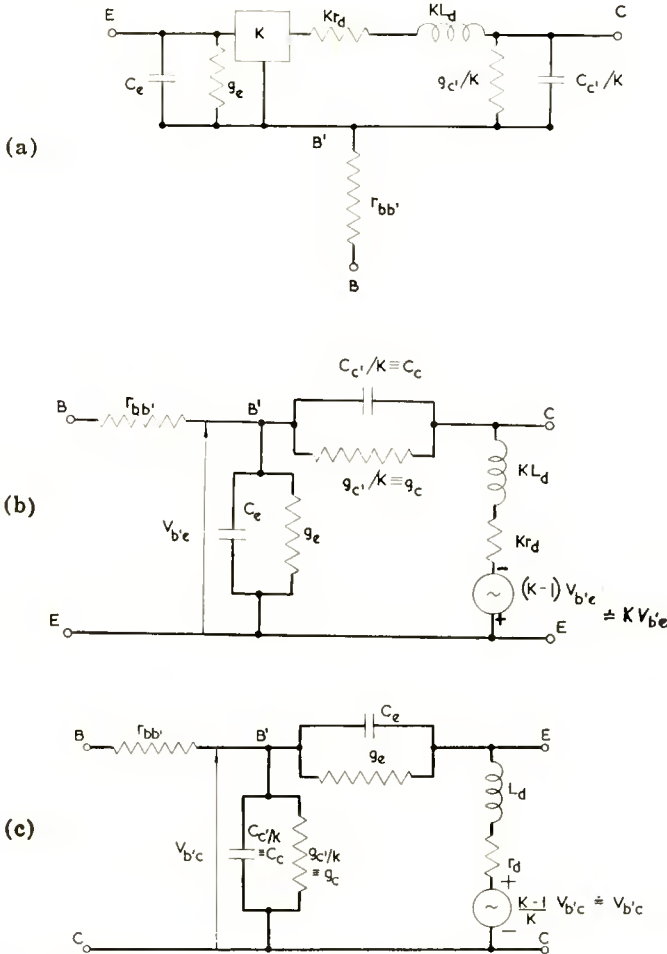 (a)
E
C_e
g_e
K
Kr_d
KL_d
g_c'/K
C_c'/K
C
B'
r_bb'
B
(b)
B
r_bb'
B'
C_c'/K ≡ C_c
g_c'/K ≡ g_c
C
V_b'e
C_e
g_e
KL_d
Kr_d
−
(K-1) V_b'e
≐ K V_b'e
+
E
E
(c)
B
r_bb'
B'
C_e
g_e
E
V_b'c
C_c'/K
≡ C_c
g_c'/K
≡ g_c
L_d
r_d
+
K-1
K
V_b'c ≐ V_b'c
−
C
C